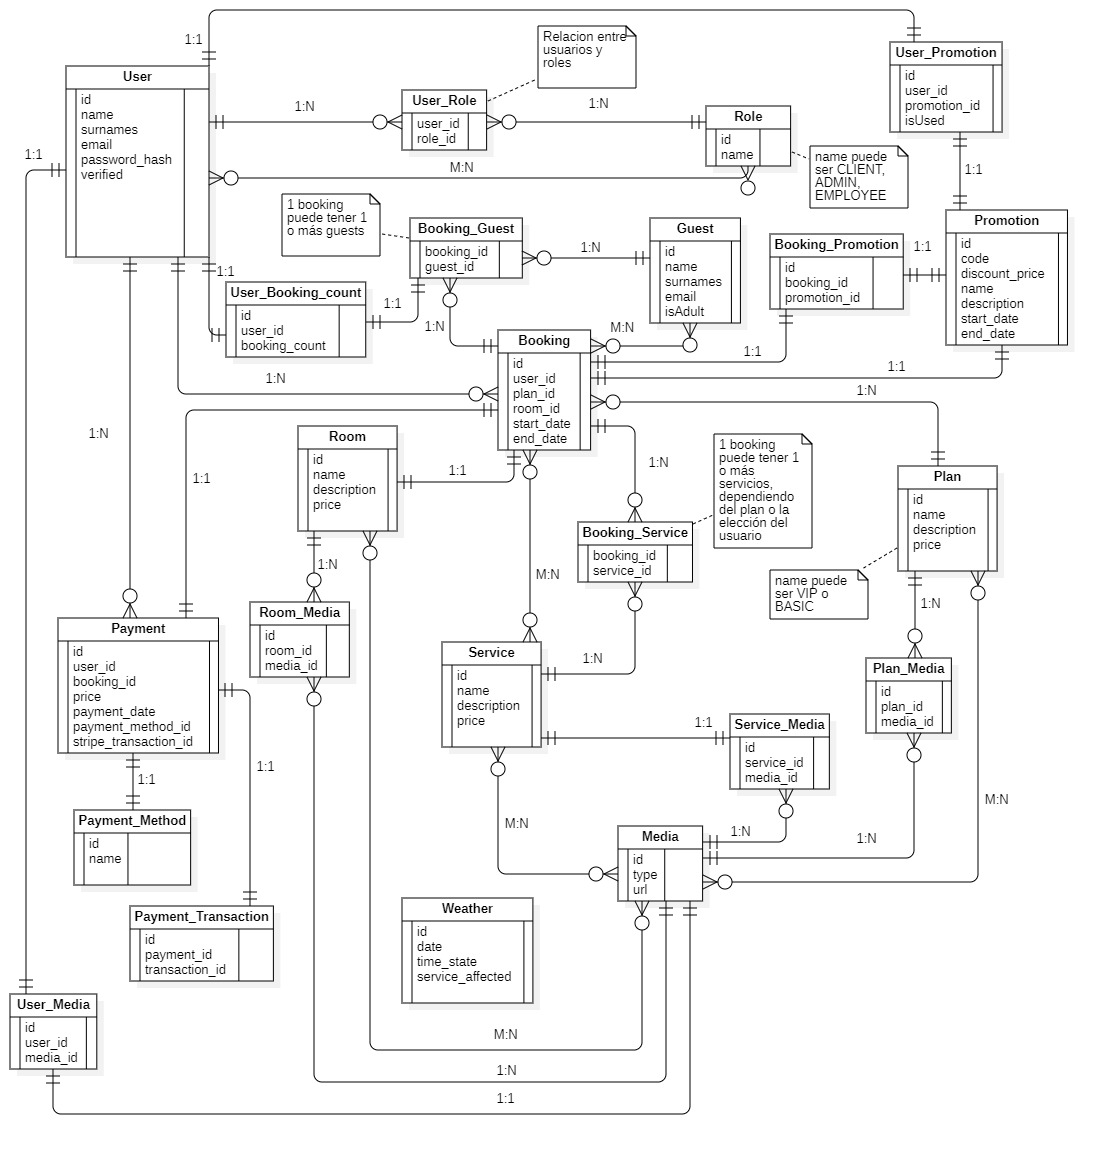 1:1
User
id
name
surnames
email
password_hash
verified
1:1
1:N
User_Role
user_id
role_id
Relacion entre
usuarios y
roles
1:N
Role
id
name
M:N
name puede
ser CLIENT,
ADMIN,
EMPLOYEE
User_Promotion
id
user_id
promotion_id
isUsed
1:1
1 booking
puede tener 1
o más guests
Booking_Guest
booking_id
guest_id
1:N
Guest
id
name
surnames
email
isAdult
Booking_Promotion
id
booking_id
promotion_id
1:1
Promotion
id
code
discount_price
name
description
start_date
end_date
1:1
User_Booking_count
id
user_id
booking_count
1:1
1:N
M:N
1:1
1:1
Booking
id
user_id
plan_id
room_id
start_date
end_date
1:N
1:N
1:N
1:1
Room
id
name
description
price
1:1
1:N
1 booking
puede tener 1
o más
servicios,
dependiendo
del plan o la
elección del
usuario
Plan
id
name
description
price
Booking_Service
booking_id
service_id
name puede
ser VIP o
BASIC
1:N
M:N
1:N
Room_Media
id
room_id
media_id
Payment
id
user_id
booking_id
price
payment_date
payment_method_id
stripe_transaction_id
Service
id
name
description
price
1:N
Plan_Media
id
plan_id
media_id
1:1
Service_Media
id
service_id
media_id
1:1
1:1
Payment_Method
id
name
M:N
1:N
1:N
M:N
Media
id
type
url
Payment_Transaction
id
payment_id
transaction_id
Weather
id
date
time_state
service_affected
User_Media
id
user_id
media_id
M:N
1:N
1:1